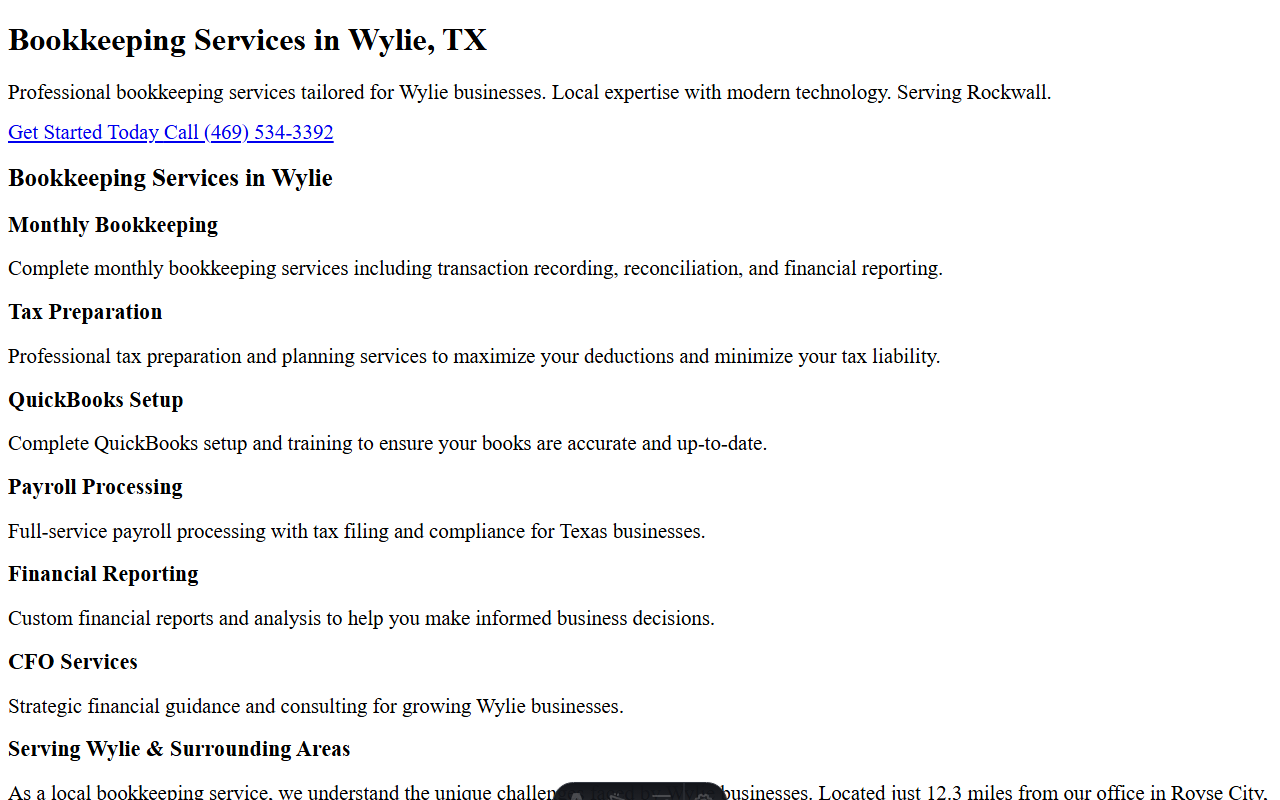 Bookkeeping Services in Wylie, TX
Professional bookkeeping services tailored for Wylie businesses. Local expertise with modern technology. Serving Rockwall.
Get Started Today Call (469) 534-3392
Bookkeeping Services in Wylie
Monthly Bookkeeping
Complete monthly bookkeeping services including transaction recording, reconciliation, and financial reporting.
Tax Preparation
Professional tax preparation and planning services to maximize your deductions and minimize your tax liability.
QuickBooks Setup
Complete QuickBooks setup and training to ensure your books are accurate and up-to-date.
Payroll Processing
Full-service payroll processing with tax filing and compliance for Texas businesses.
Financial Reporting
Custom financial reports and analysis to help you make informed business decisions.
CFO Services
Strategic financial guidance and consulting for growing Wylie businesses.
Serving Wylie & Surrounding Areas
As a local bookkeeping service, we understand the unique businesses. Located just 12.3 miles from our office in Royse City,